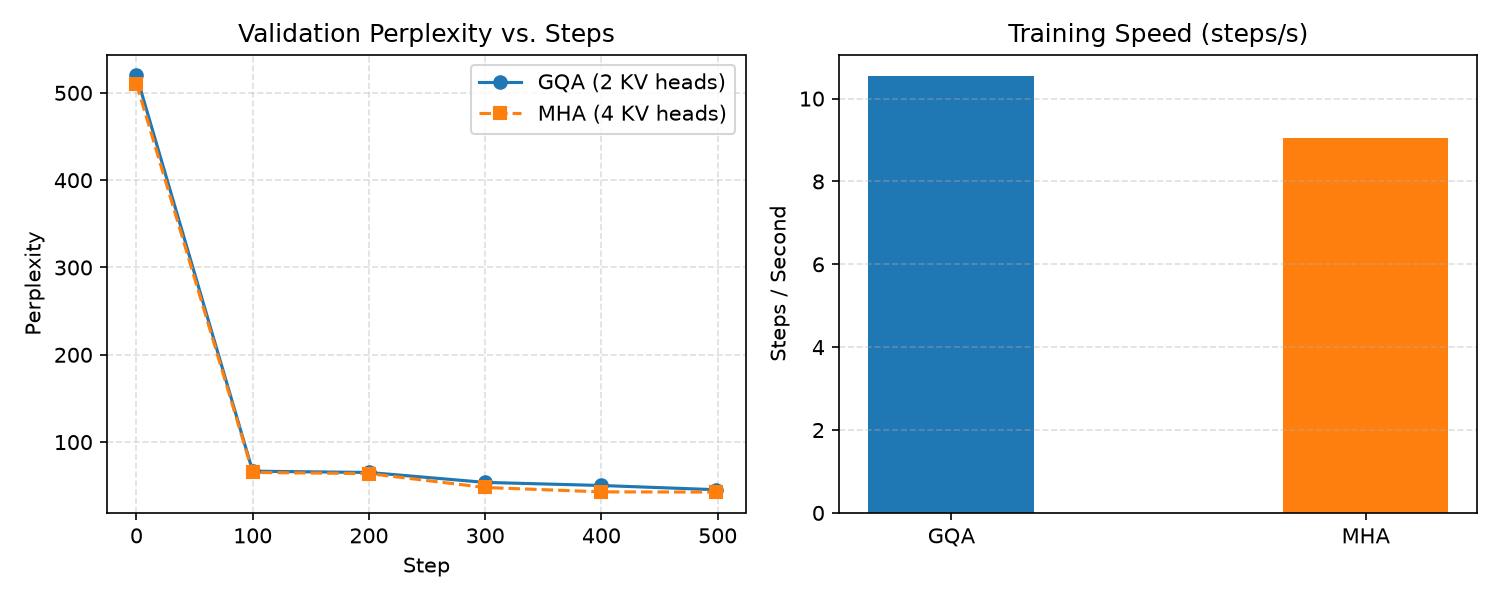 Validation Perplexity vs. Steps
GQA (2 KV heads)
MHA (4 KV heads)
500
400
300
200
100
Perplexity
0 100 200 300 400 500
Step
Training Speed (steps/s)
10
8
6
4
2
0
Steps / Second
GQA MHA